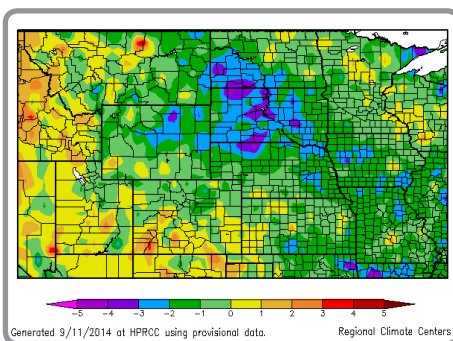 -5 -4 -3 -2 -1 0 1 2 3 4 5
Generated 9/11/2014 at HPRCC using provisional data. Regional Climate Centers